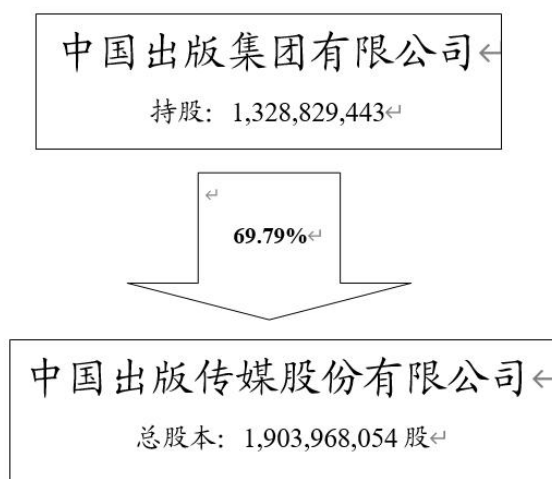 中国出版集团有限公司↵
持股：1,328,829,443↵
↵
69.79%↵
中国出版传媒股份有限公司↵
总股本：1,903,968,054 股↵